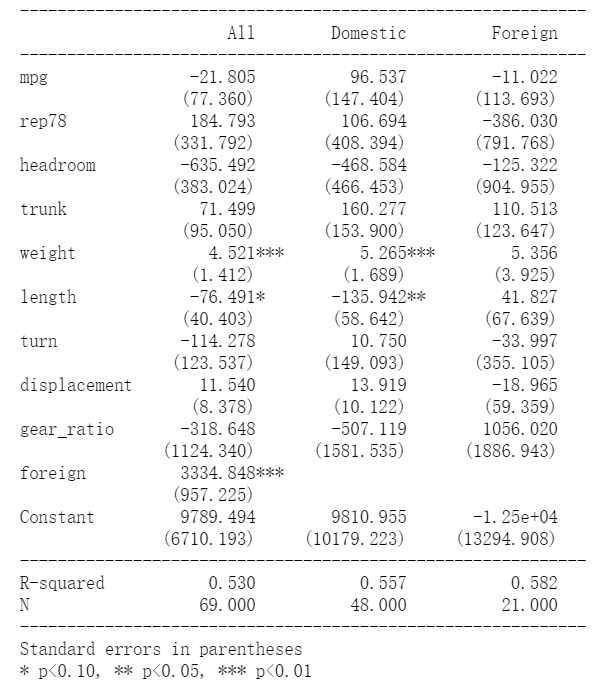 All Domestic Foreign
mpg -21.805 96.537 -11.022
(77.360) (147.404) (113.693)
rep78 184.793 106.694 -386.030
(331.792) (408.394) (791.768)
headroom -635.492 -468.584 -125.322
(383.024) (466.453) (904.955)
trunk 71.499 160.277 110.513
(95.050) (153.900) (123.647)
weight 4.521*** 5.265*** 5.356
(1.412) (1.689) (3.925)
length -76.491* -135.942** 41.827
(40.403) (58.642) (67.639)
turn -114.278 10.750 -33.997
(123.537) (149.093) (355.105)
displacement 11.540 13.919 -18.965
(8.378) (10.122) (59.359)
gear_ratio -318.648 -507.119 1056.020
(1124.340) (1581.535) (1886.943)
foreign 3334.848***
(957.225)
Constant 9789.494 9810.955 -1.25e+04
(6710.193) (10179.223) (13294.908)
R-squared 0.530 0.557 0.582
N 69.000 48.000 21.000
Standard errors in parentheses
* p<0.10, ** p<0.05, *** p<0.01